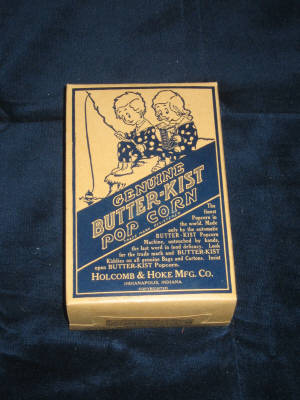 GENUINE
BUTTER-KIST
POP CORN
The
finest
Popcorn in
the world. Made
only by the automatic
BUTTER-KIST Popcorn
Machine, untouched by hands,
the last word in food delicacy. Look
for the trade mark and BUTTER-KIST
Kiddies on all genuine Bags and Cartons. Insist
upon BUTTER-KIST Popcorn.
HOLCOMB & HOKE MFG. CO.
INDIANAPOLIS, INDIANA
COPYRIGHTED